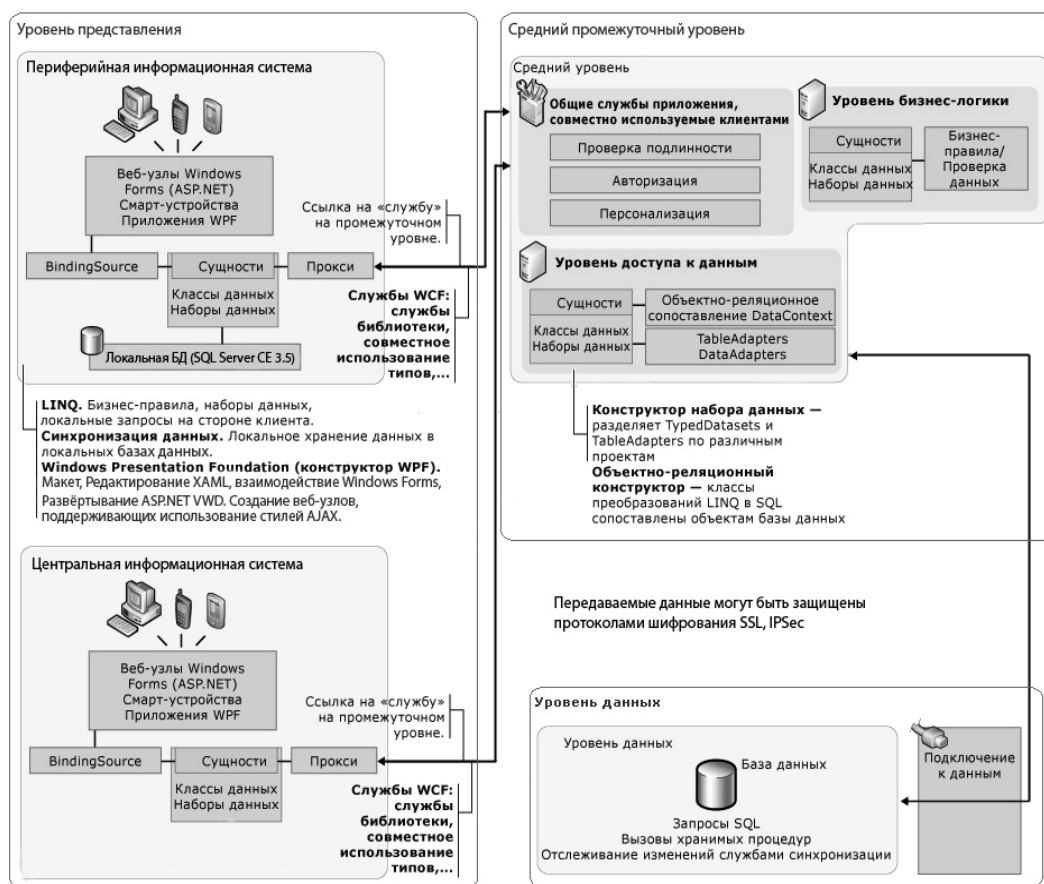 Уровень представления
Периферийная информационная система
Веб-узлы Windows
Forms (ASP.NET)
Смарт-устройства
Приложения WPF
Ссылка на «службу»
на промежуточном
уровне.
BindingSource
Сущности
Прокси
Классы данных
Наборы данных
Локальная БД (SQL Server CE 3.5)
Службы WCF:
службы
библиотеки,
совместное
использование
типов,...
LINQ. Бизнес-правила, наборы данных,
локальные запросы на стороне клиента.
Синхронизация данных. Локальное хранение данных в
локальных базах данных.
Windows Presentation Foundation (конструктор WPF).
Макет, Редактирование XAML, взаимодействие Windows Forms,
Развёртывание ASP.NET VWD. Создание веб-узлов,
поддерживающих использование стилей AJAX.
Центральная информационная система
Веб-узлы Windows
Forms (ASP.NET)
Смарт-устройства
Приложения WPF
Ссылка на «службу»
на промежуточном
уровне.
BindingSource
Сущности
Прокси
Классы данных
Наборы данных
Службы WCF:
службы
библиотеки,
совместное
использование
типов,...
Средний промежуточный уровень
Средний уровень
Общие службы приложения,
совместно используемые клиентами
Проверка подлинности
Авторизация
Персонализация
Уровень бизнес-логики
Сущности
Классы данных
Наборы данных
Бизнес-
правила/
Проверка
данных
Уровень доступа к данным
Сущности
Классы данных
Наборы данных
Объектно-реляционное
сопоставление DataContext
TableAdapters
DataAdapters
Конструктор набора данных —
разделяет TypedDatasets и
TableAdapters по различным
проектам
Объектно-реляционный
конструктор — классы
преобразований LINQ в SQL
сопоставлены объектам базы данных
Передаваемые данные могут быть защищены
протоколами шифрования SSL, IPSec
Уровень данных
Уровень данных
База данных
Запросы SQL
Вызовы хранимых процедур
Отслеживание изменений службами синхронизации
Подключение
к данным